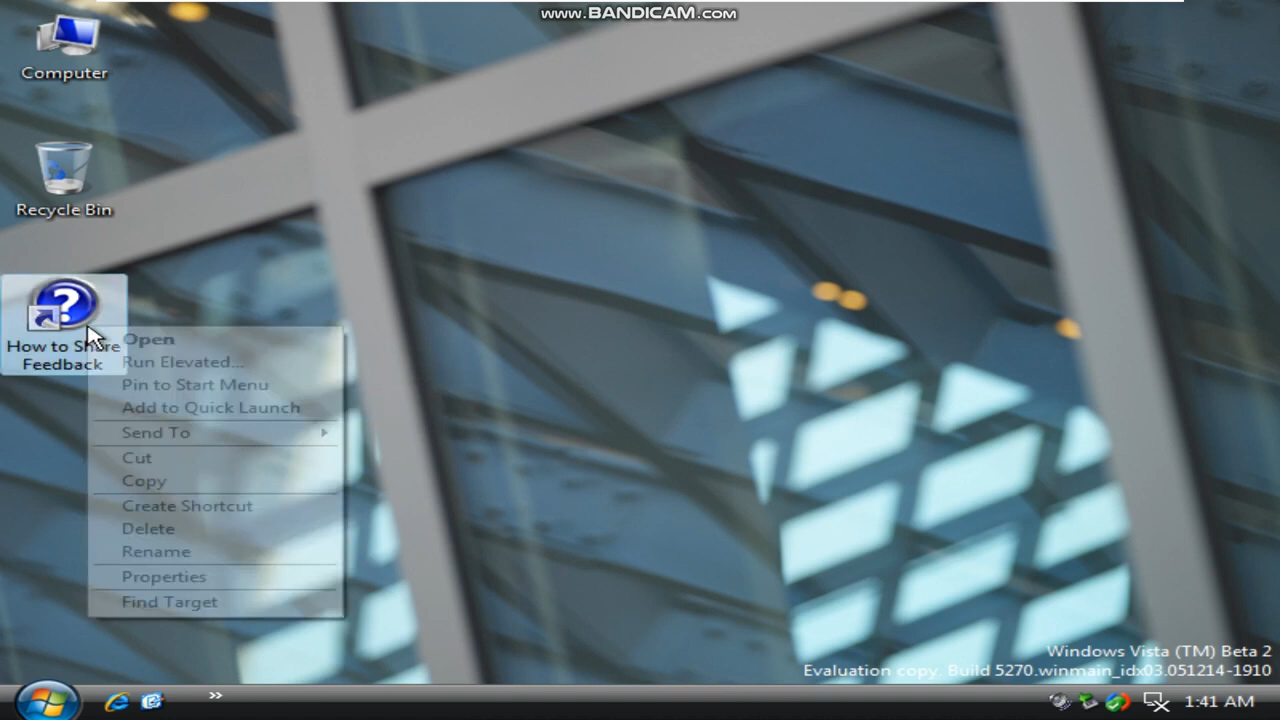 www.BANDICAM.com
Computer
Recycle Bin
How to Share
Feedback
Open
Run Elevated...
Pin to Start Menu
Add to Quick Launch
Send To
Cut
Copy
Create Shortcut
Delete
Rename
Properties
Find Target
Windows Vista (TM) Beta 2
Evaluation copy. Build 5270.winmain_idx03.051214-1910
1:41 AM